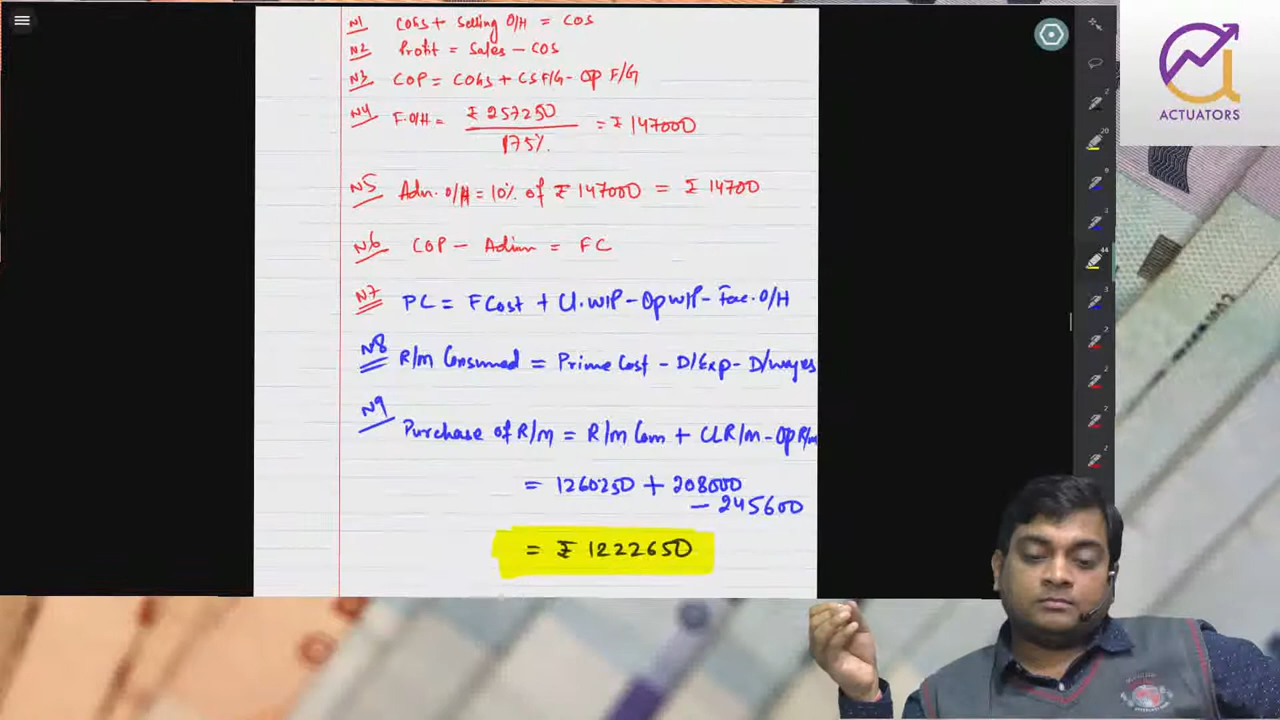 N1 COGS + Selling O/H = COS
N2 Profit = Sales - COS
N3 COP = COGS + CS F/G - Op F/G
N4 F.O/H = ₹ 257250 / 175% = ₹ 147000
N5 Adm. O/H = 10% of ₹ 147000 = ₹ 14700
N6 COP - Admin = FC
N7 PC = F Cost + Cl. WIP - Op WIP - Fac. O/H
N8 R/m Consumed = Prime Cost - D/Exp - D/wages
N9 Purchase of R/m = R/m Com + CL R/m - Op R/m
= 1260250 + 208000
- 245600
= ₹ 1222650
ACTUATORS